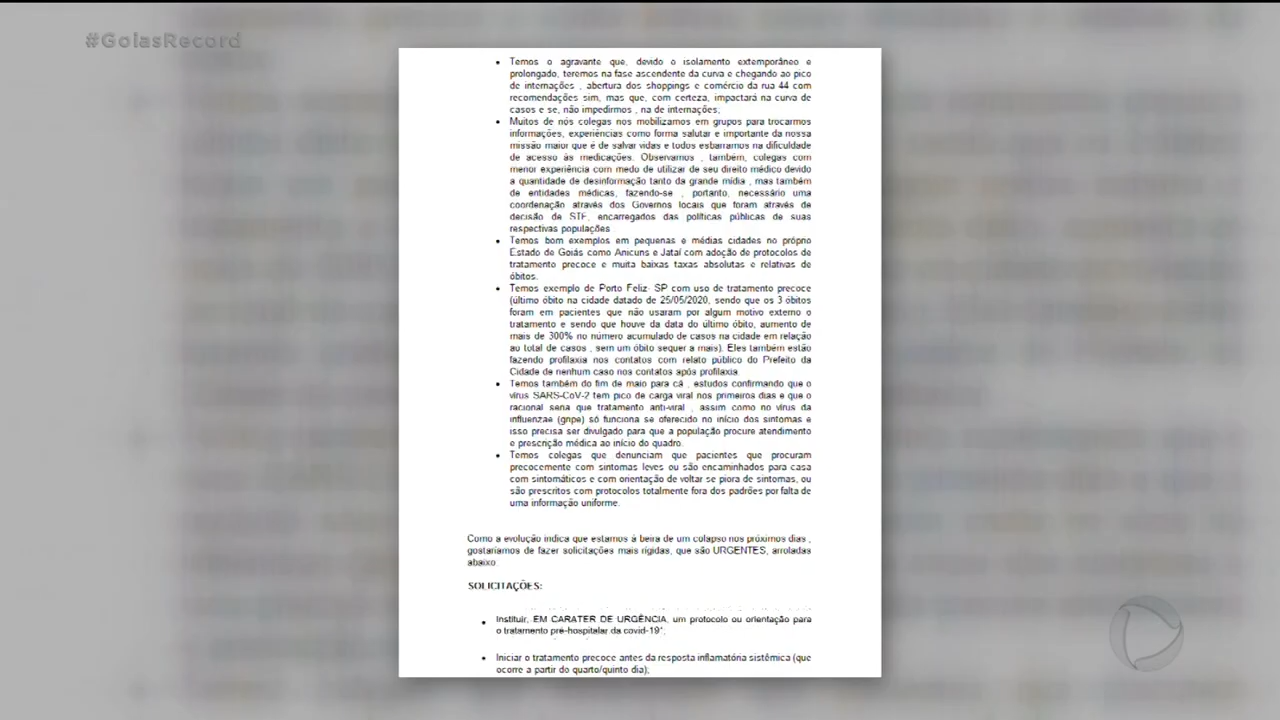 #GoiasRecord
Temos o agravante que, devido o isolamento extemporâneo e
prolongado, teremos na fase ascendente da curva e chegando ao pico
de internações , abertura dos shoppings e comércio da rua 44 com
recomendações sim, mas que, com certeza, impactará na curva de
casos e se, não impedirmos , na de internações;
Muitos de nós colegas nos mobilizamos em grupos para trocarmos
informações, experiências como forma salutar e importante da nossa
missão maior que é de salvar vidas e todos esbarramos na dificuldade
de acesso às medicações. Observamos , também, colegas com
menor experiência com medo de utilizar de seu direito médico devido
a quantidade de desinformação tanto da grande mídia , mas também
de entidades médicas, fazendo-se , portanto, necessário uma
coordenação através dos Governos locais que foram através de
decisão de STF, encarregados das políticas públicas de suas
respectivas populações
Temos bom exemplos em pequenas e médias cidades no próprio
Estado de Goiás como Anicuns e Jataí com adoção de protocolos de
tratamento precoce e muita baixas taxas absolutas e relativas de
óbitos.
Temos exemplo de Porto Feliz- SP com uso de tratamento precoce
(último óbito na cidade datado de 25/05/2020, sendo que os 3 óbitos
foram em pacientes que não usaram por algum motivo externo o
tratamento e sendo que houve da data do último óbito, aumento de
mais de 300% no número acumulado de casos na cidade em relação
ao total de casos , sem um óbito sequer a mais). Eles também estão
fazendo profilaxia nos contatos com relato público do Prefeito da
Cidade de nenhum caso nos contatos após profilaxia
Temos também do fim de maio para cá , estudos confirmando que o
vírus SARS-CoV-2 tem pico de carga viral nos primeiros dias e que o
racional seria que tratamento anti-viral , assim como no vírus da
influenzae (gripe) só funciona se oferecido no início dos sintomas e
isso precisa ser divulgado para que a população procure atendimento
e prescrição médica ao início do quadro.
Temos colegas que denunciam que pacientes que procuram
precocemente com sintomas leves ou são encaminhados para casa
com sintomáticos e com orientação de voltar se piora de sintomas, ou
são prescritos com protocolos totalmente fora dos padrões por falta de
uma informação uniforme.
Como a evolução indica que estamos à beira de um colapso nos próximos dias ,
gostaríamos de fazer solicitações mais rígidas, que são URGENTES, arroladas
abaixo.
SOLICITAÇÕES:
Instituir, EM CARATER DE URGÊNCIA, um protocolo ou orientação para
o tratamento pré-hospitalar da covid-19";
Iniciar o tratamento precoce antes da resposta inflamatória sistêmica (que
ocorre a partir do quarto/quinto dia);